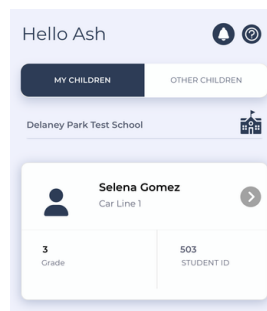 Hello Ash
MY CHILDREN
OTHER CHILDREN
Delaney Park Test School
Selena Gomez
Car Line 1
3
Grade
503
STUDENT ID